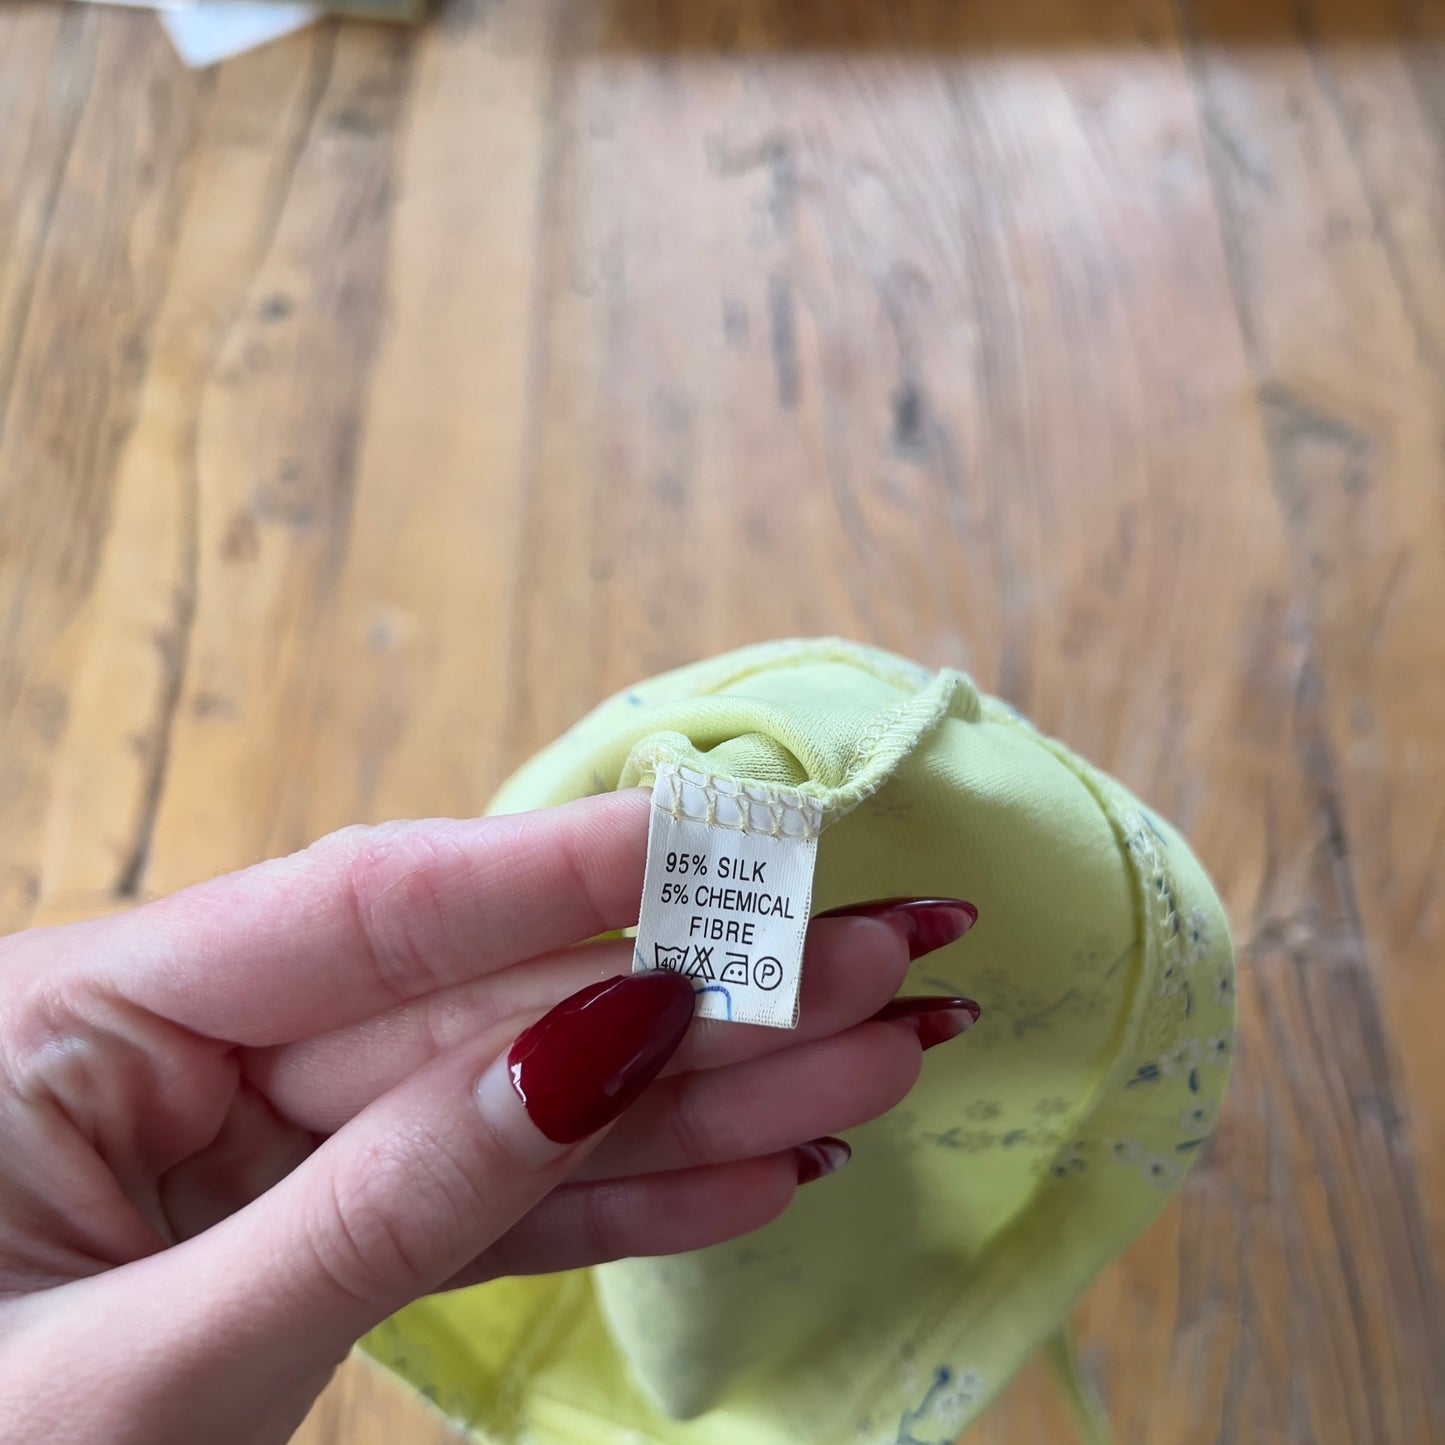 95% SILK
5% CHEMICAL
FIBRE
40° P